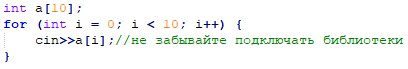 int a[10];
for (int i = 0; i < 10; i++) {
    cin>>a[i];//не забывайте подключать библиотеки
}